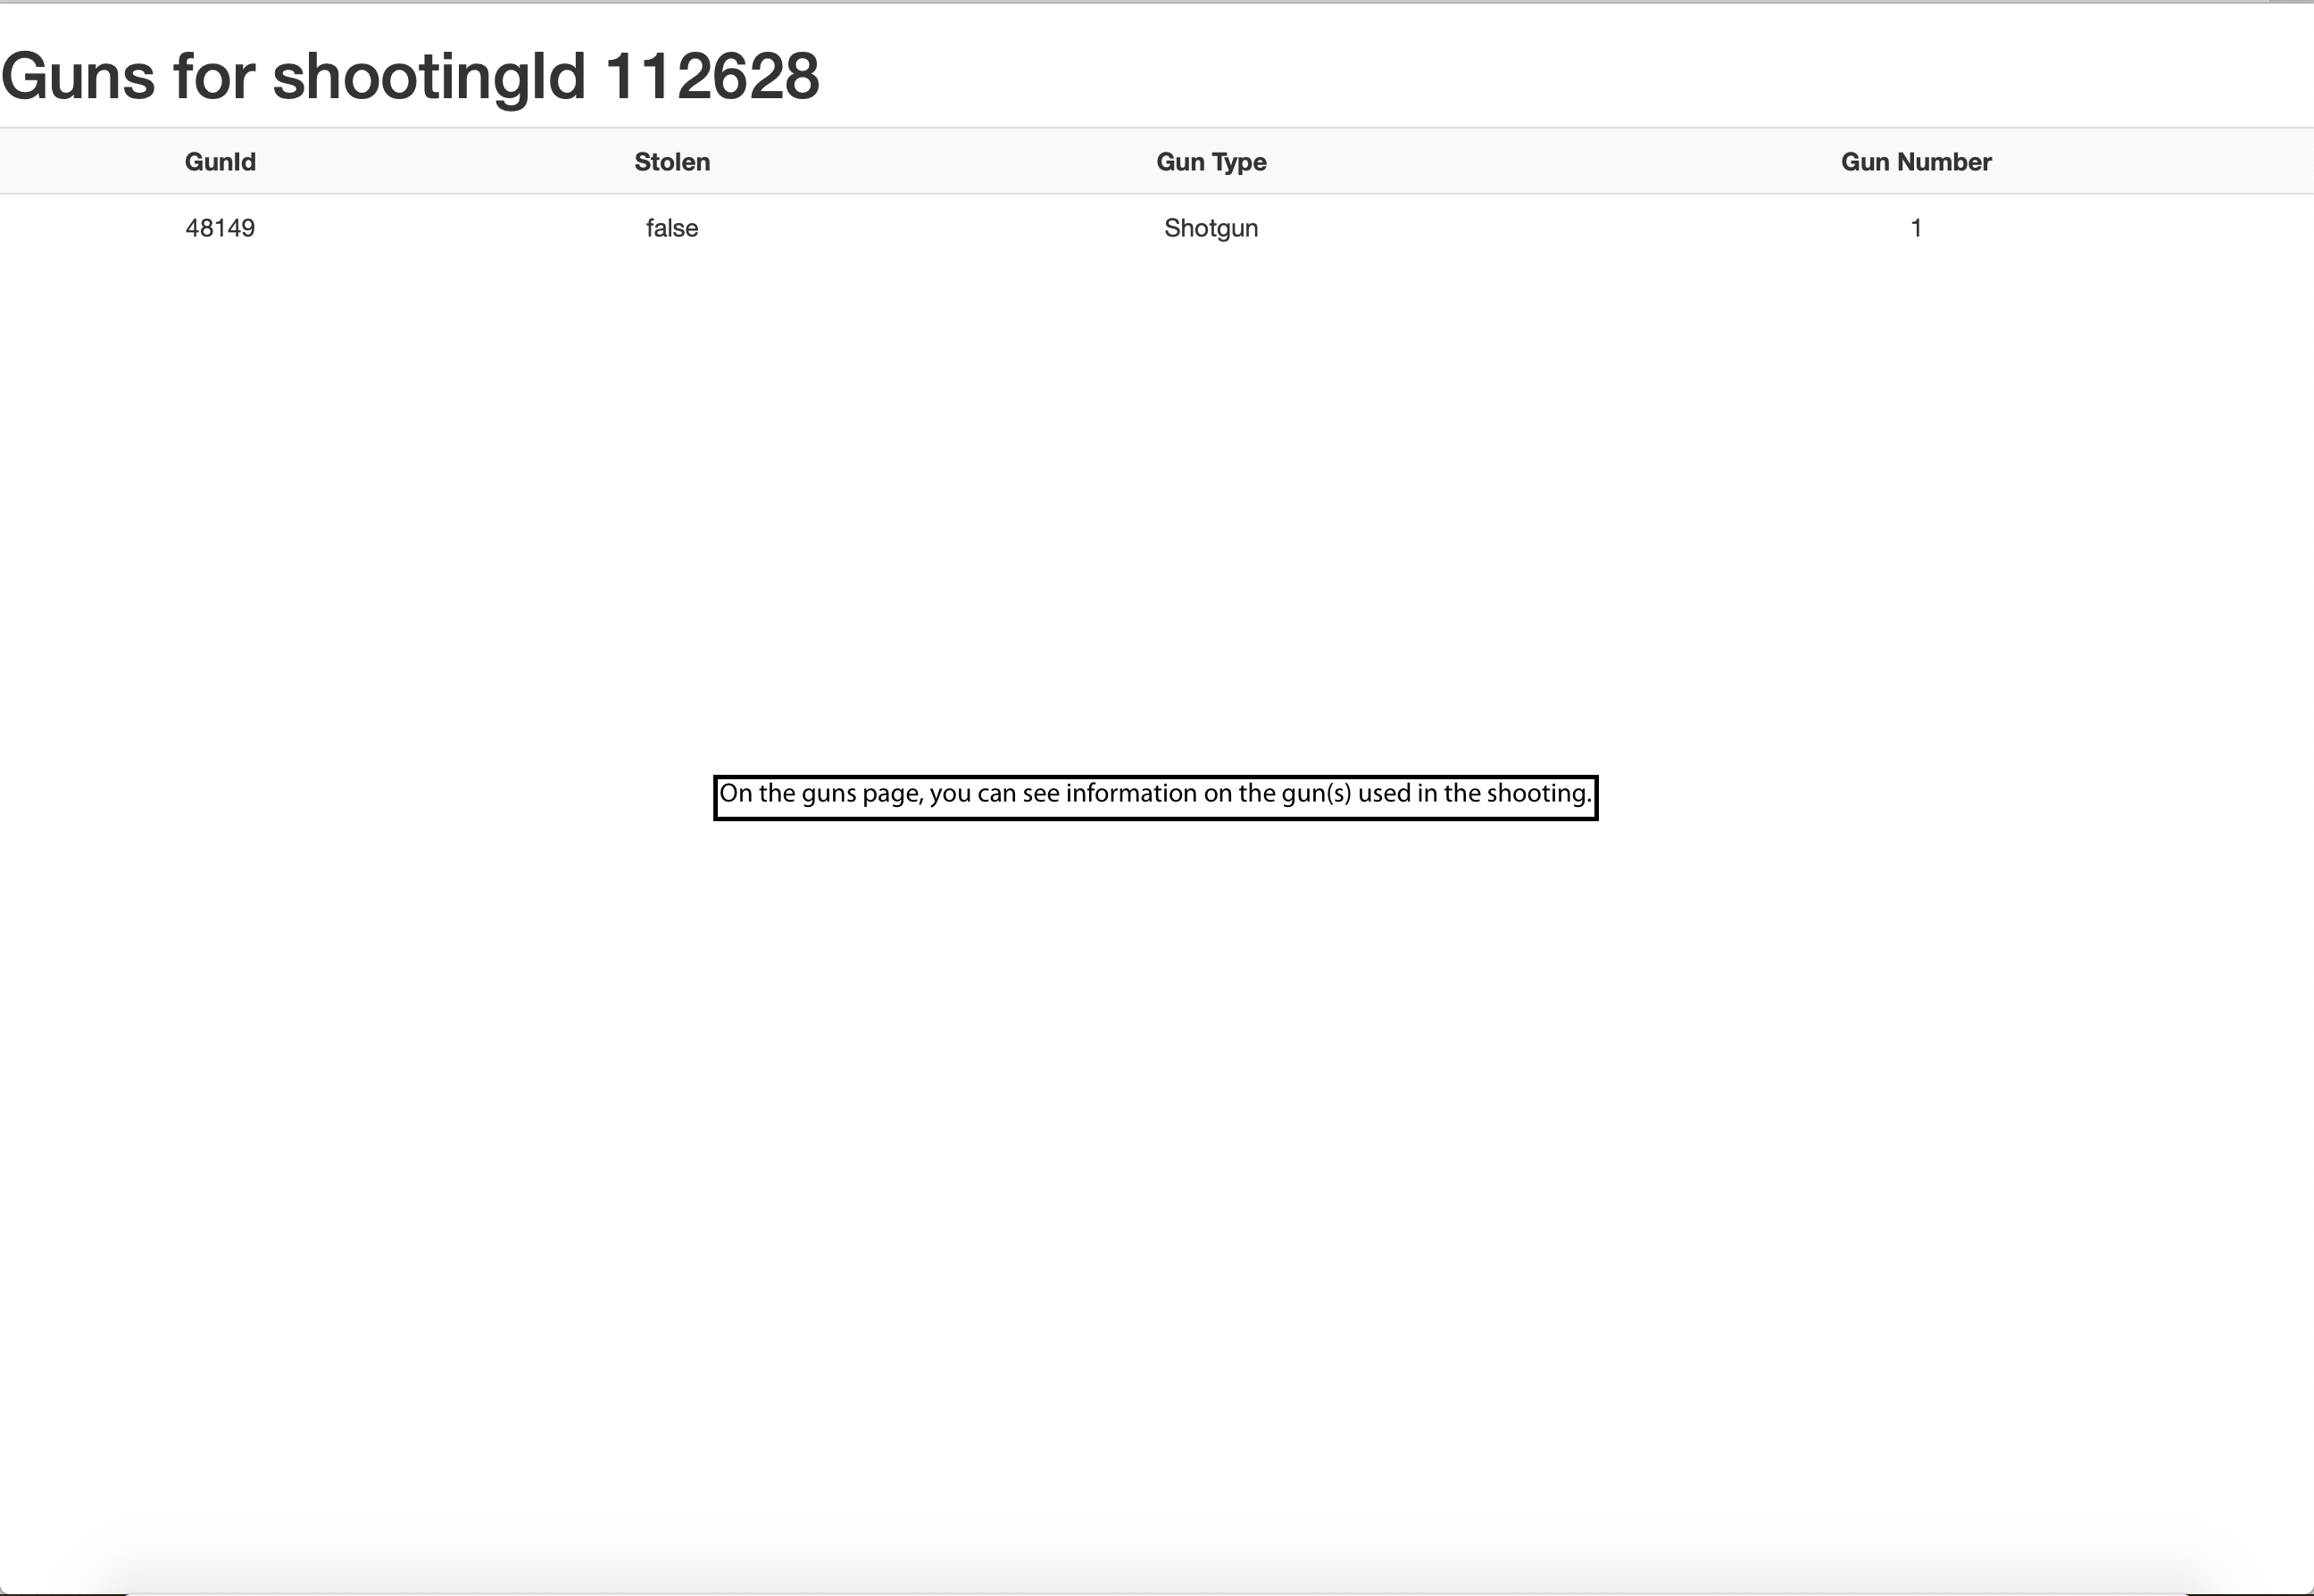 Guns for shootingId 112628
GunId Stolen Gun Type Gun Number
48149 false Shotgun 1
On the guns page, you can see information on the gun(s) used in the shooting.